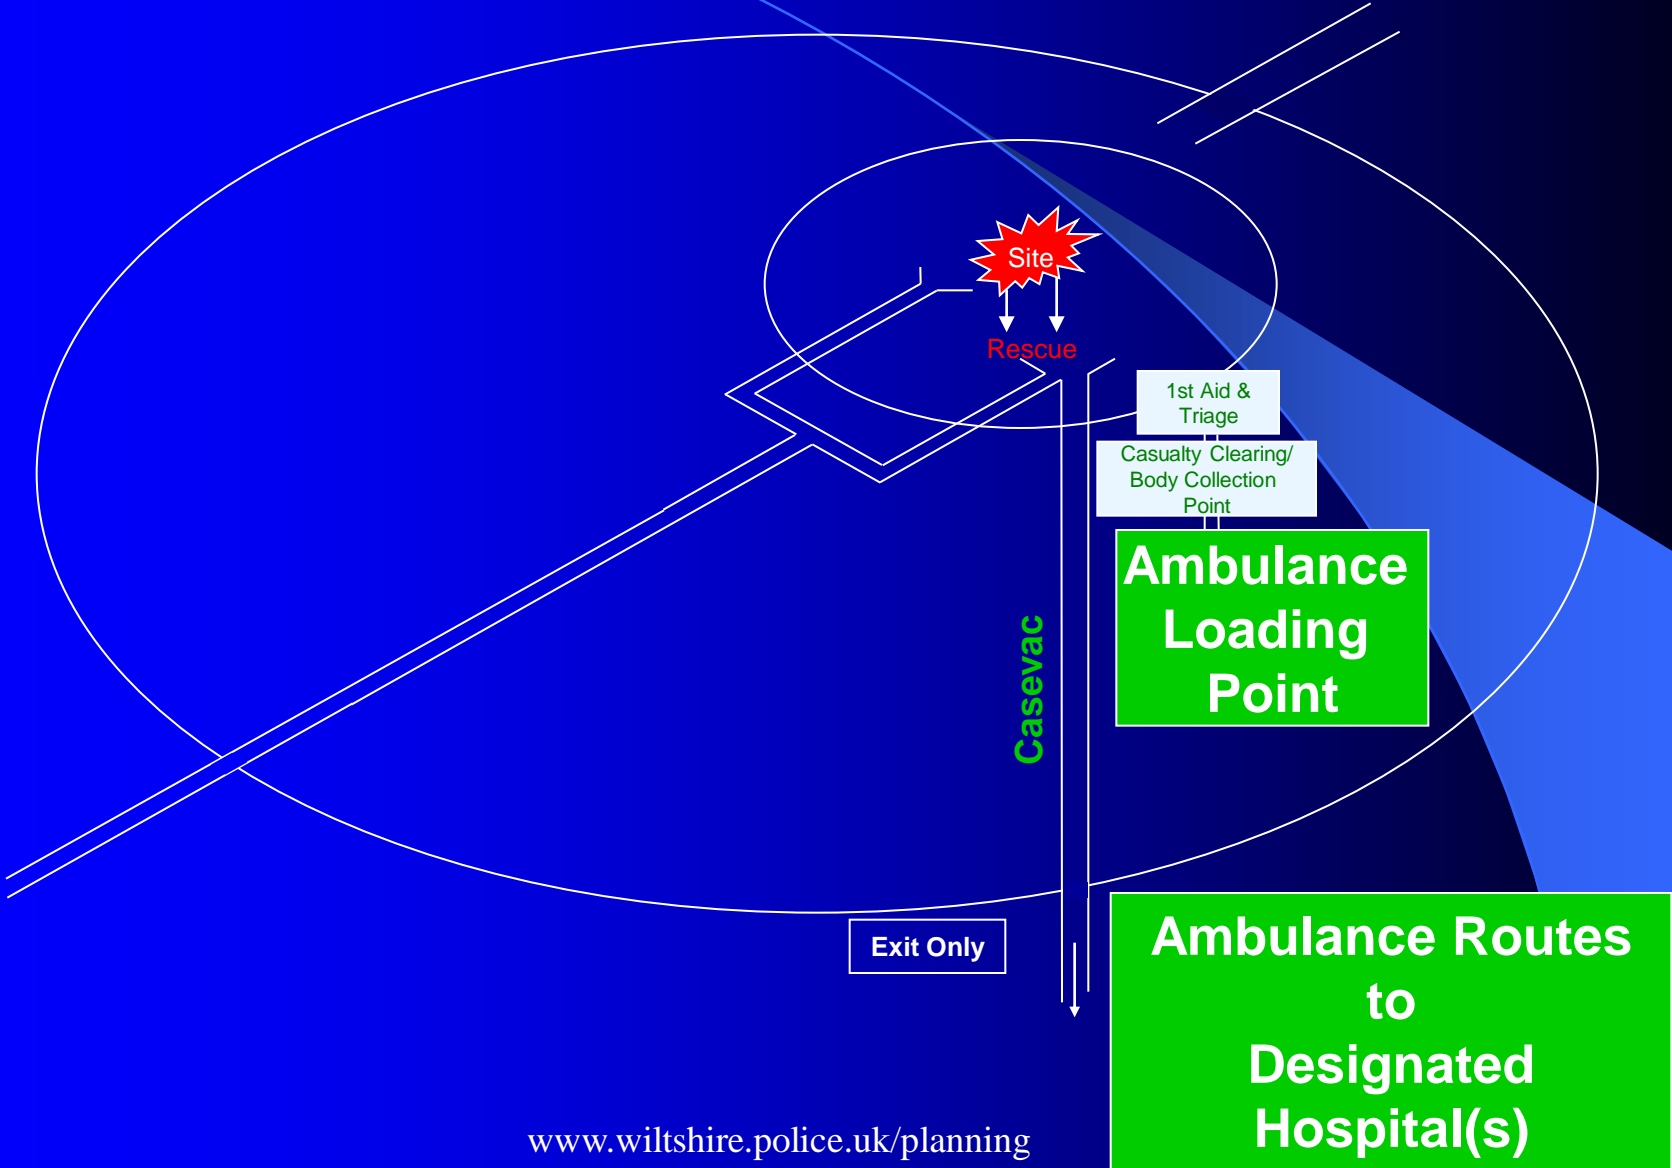 Site
Rescue
1st Aid &
Triage
Casualty Clearing/
Body Collection
Point
Ambulance
Loading
Point
Casevac
Exit Only
Ambulance Routes
to
Designated
Hospital(s)
www.wiltshire.police.uk/planning